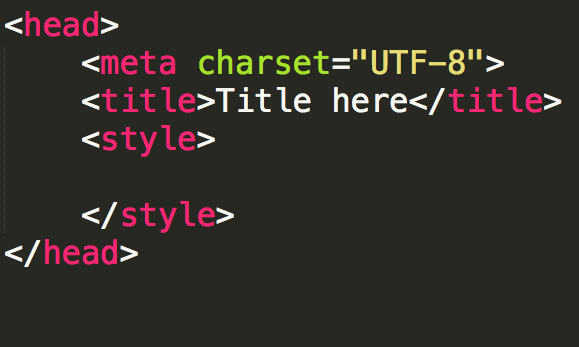 <head>
    <meta charset="UTF-8">
    <title>Title here</title>
    <style>

    </style>
</head>